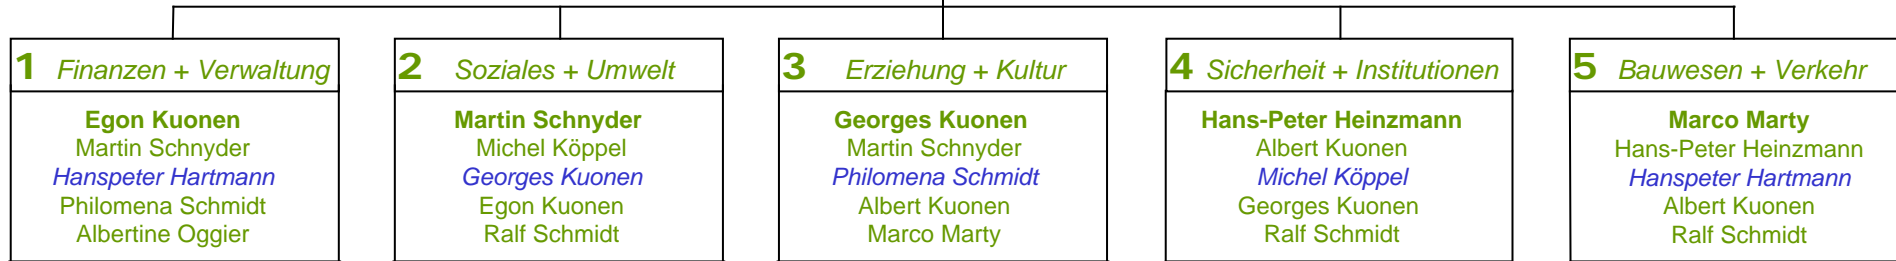 1 Finanzen + Verwaltung
Egon Kuonen
Martin Schnyder
Hanspeter Hartmann
Philomena Schmidt
Albertine Oggier
2 Soziales + Umwelt
Martin Schnyder
Michel Köppel
Georges Kuonen
Egon Kuonen
Ralf Schmidt
3 Erziehung + Kultur
Georges Kuonen
Martin Schnyder
Philomena Schmidt
Albert Kuonen
Marco Marty
4 Sicherheit + Institutionen
Hans-Peter Heinzmann
Albert Kuonen
Michel Köppel
Georges Kuonen
Ralf Schmidt
5 Bauwesen + Verkehr
Marco Marty
Hans-Peter Heinzmann
Hanspeter Hartmann
Albert Kuonen
Ralf Schmidt